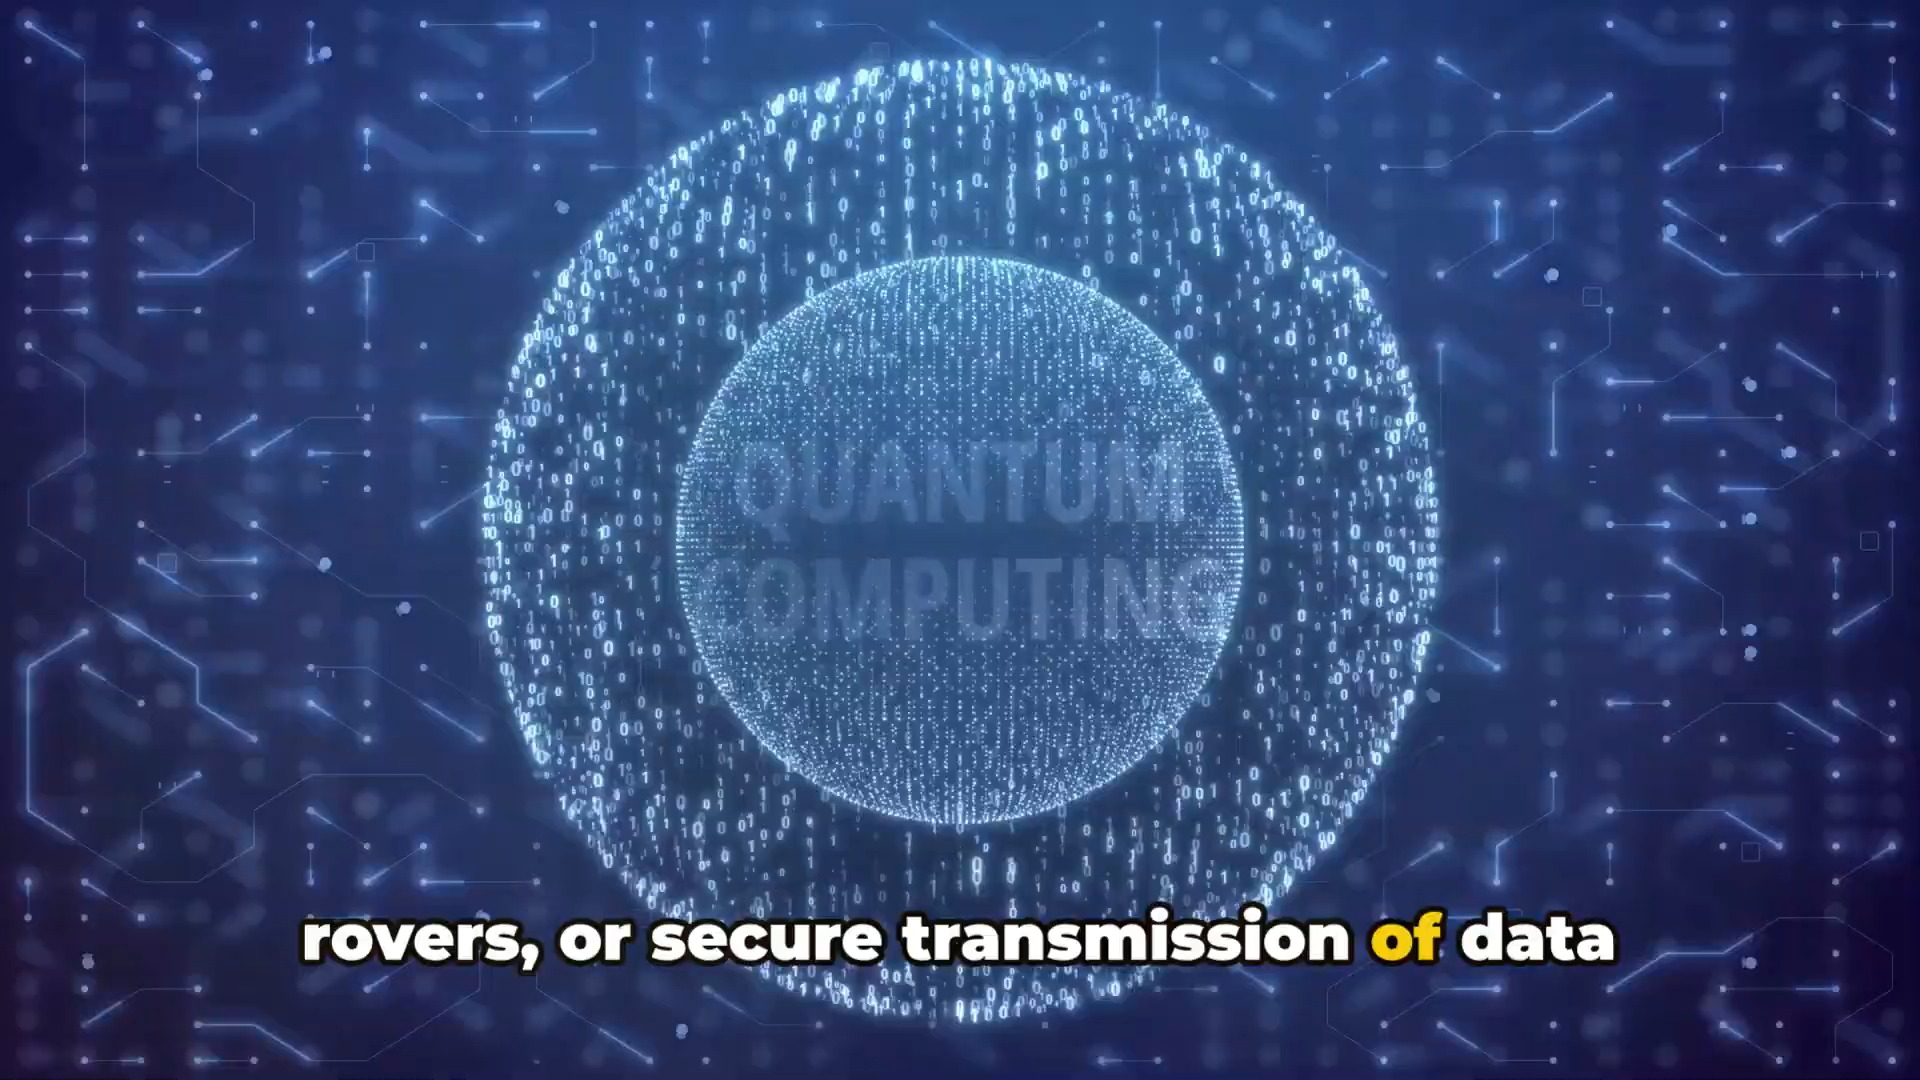 QUANTUM
COMPUTING
rovers, or secure transmission of data